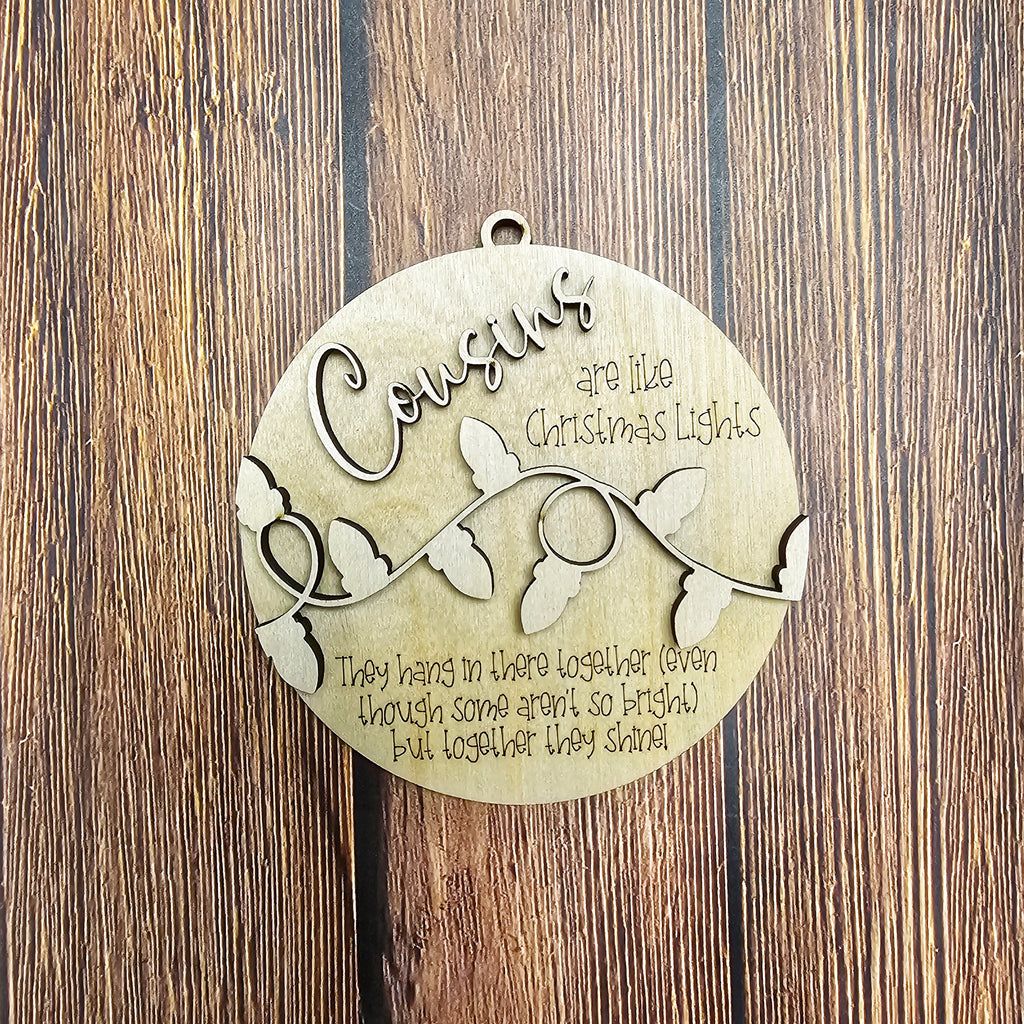 Cousins
are like
Christmas Lights
They hang in there together (even
though some aren't so bright)
but together they shine!